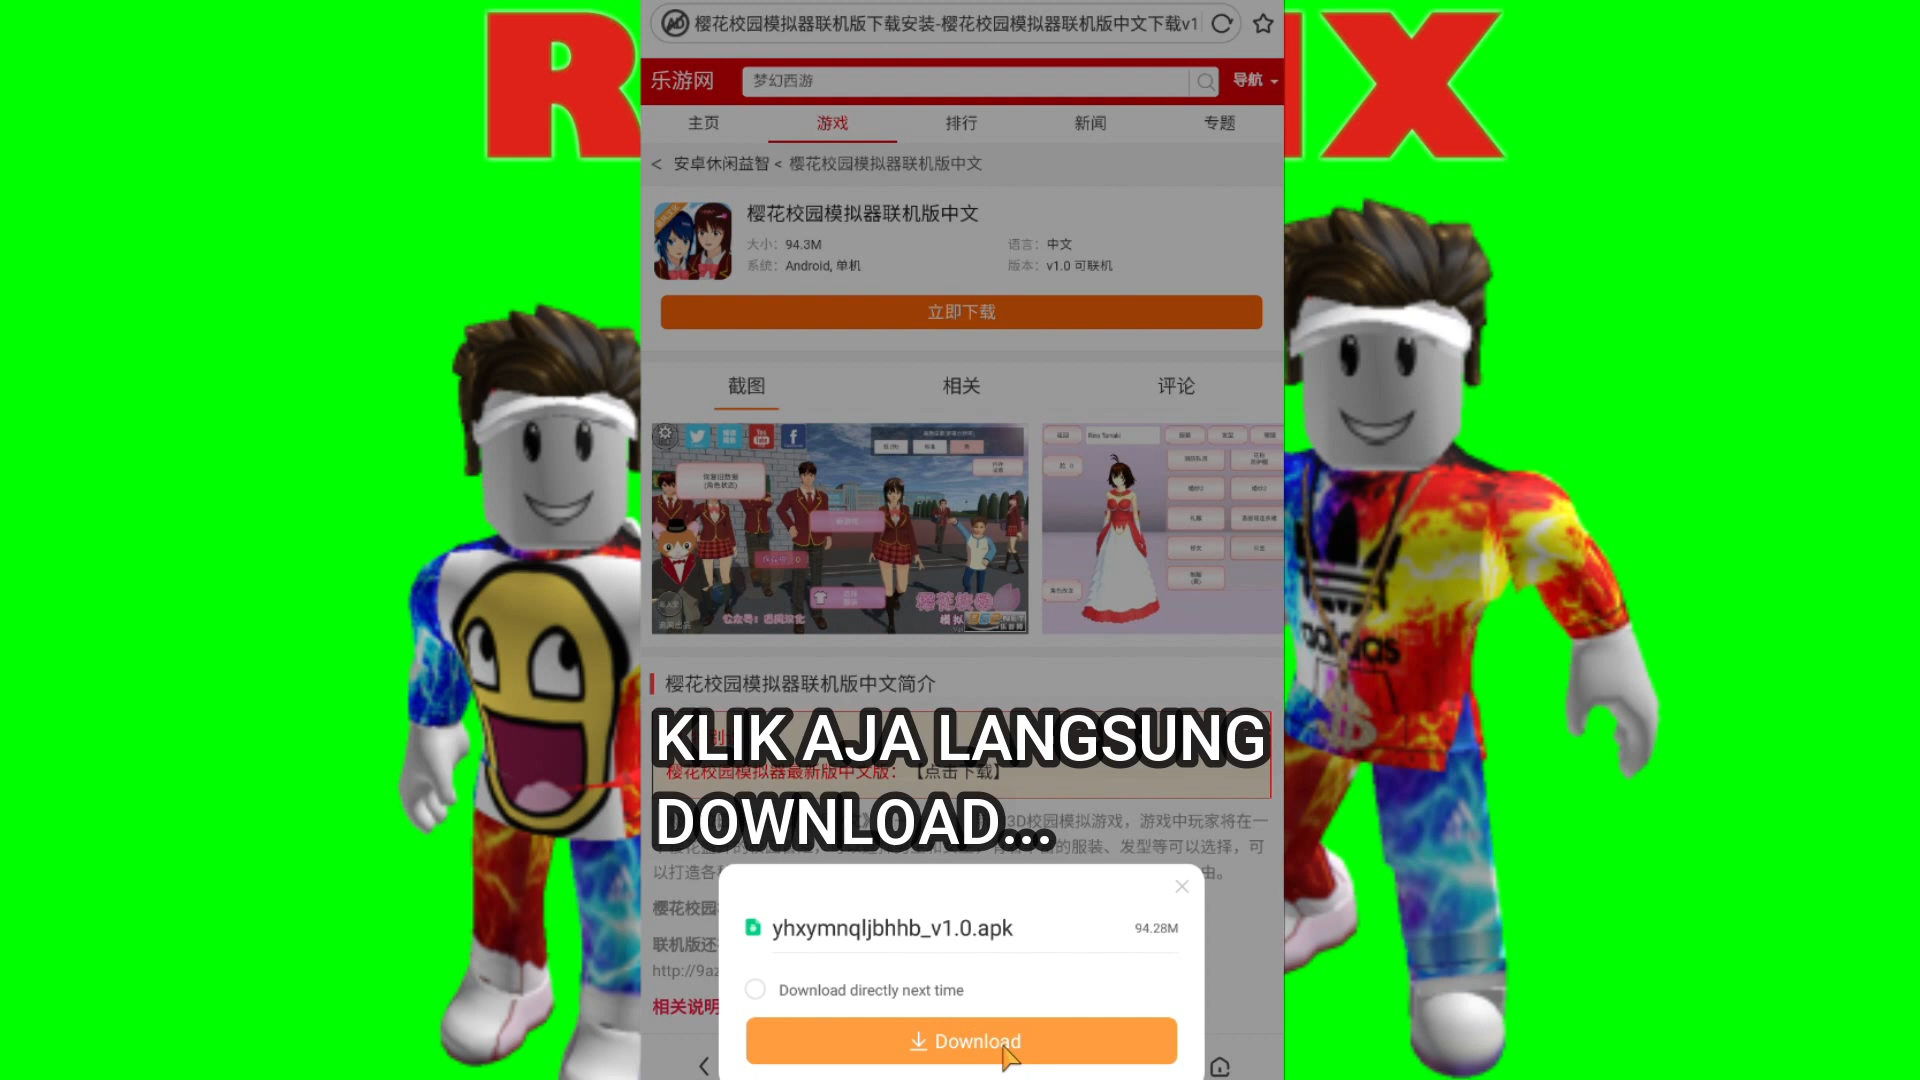 R X
樱花校园模拟器联机版下载安装-樱花校园模拟器联机版中文下载v1
乐游网
梦幻西游
导航
主页
游戏
排行
新闻
专题
< 安卓休闲益智 < 樱花校园模拟器联机版中文
樱花校园模拟器联机版中文
大小: 94.3M
语言: 中文
系统: Android, 单机
版本: v1.0 可联机
立即下载
截图
相关
评论
You Tube
adidas
樱花校园模拟器联机版中文简介
KLIK AJA LANGSUNG
樱花校园模拟器最新版中文版: 【点击下载】
DOWNLOAD...
3D校园模拟游戏，游戏中玩家将在一
的服装、发型等可以选择，可
以打造各
由。
樱花校园
联机版还
http://9az
相关说明
yhxymnqljbhhb_v1.0.apk
94.28M
Download directly next time
Download